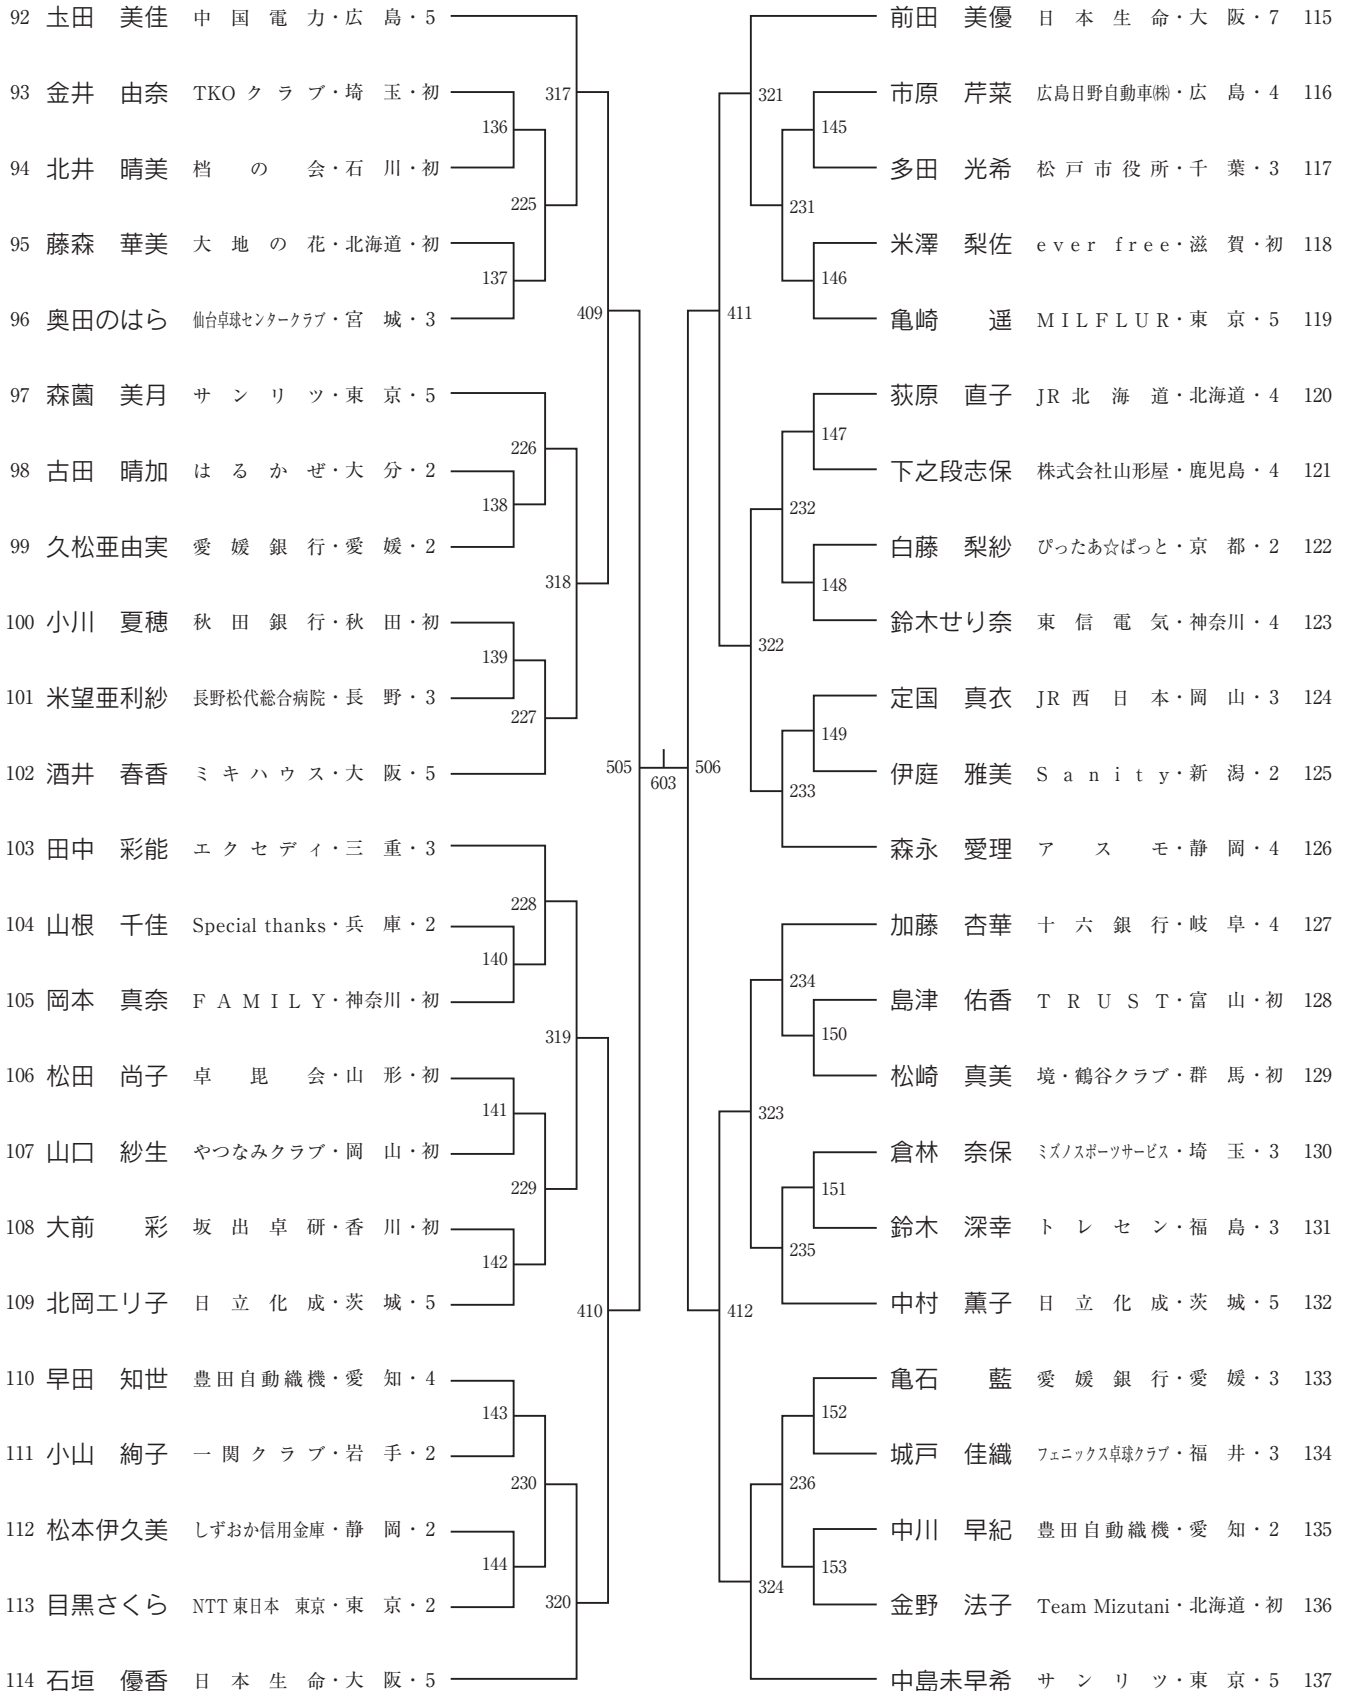 92 圡田　美佳　中国電力・広　島・5
93 金井　由奈　TKOクラブ・埼　玉・初
94 北井　晴美　档の会・石　川・初
95 藤森　華美　大地の花・北海道・初
96 奥田のはら　仙台卓球センタークラブ・宮　城・3
97 森薗　美月　サンリツ・東　京・5
98 古田　晴加　はるかぜ・大　分・2
99 久松亜由実　愛媛銀行・愛　媛・2
100 小川　夏穂　秋田銀行・秋　田・初
101 米望亜利紗　長野松代総合病院・長　野・3
102 酒井　春香　ミキハウス・大　阪・5
103 田中　彩能　エクセディ・三　重・3
104 山根　千佳　Special thanks・兵　庫・2
105 岡本　真奈　FAMILY・神奈川・初
106 松田　尚子　卓毘会・山　形・初
107 山口　紗生　やつなみクラブ・岡　山・初
108 大前　　彩　坂出卓研・香　川・初
109 北岡エリ子　日立化成・茨　城・5
110 早田　知世　豊田自動織機・愛　知・4
111 小山　絢子　一関クラブ・岩　手・2
112 松本伊久美　しずおか信用金庫・静　岡・2
113 目黒さくら　NTT東日本 東京・東　京・2
114 石垣　優香　日本生命・大　阪・5
136
137
138
139
140
141
142
143
144
225
226
227
228
229
230
317
318
319
320
409
410
505
603
506
411
412
321
322
323
324
231
232
233
234
235
236
145
146
147
148
149
150
151
152
153
前田　美優　日本生命・大　阪・7 115
市原　芹菜　広島日野自動車㈱・広　島・4 116
多田　光希　松戸市役所・千　葉・3 117
米澤　梨佐　ever free・滋　賀・初 118
亀崎　　遥　MILFLUR・東　京・5 119
荻原　直子　JR北海道・北海道・4 120
下之段志保　株式会社山形屋・鹿児島・4 121
白藤　梨紗　ぴったあ☆ぱっと・京　都・2 122
鈴木せり奈　東信電気・神奈川・4 123
定国　真衣　JR西日本・岡　山・3 124
伊庭　雅美　Sanity・新　潟・2 125
森永　愛理　アスモ・静　岡・4 126
加藤　杏華　十六銀行・岐　阜・4 127
島津　佑香　TRUST・富　山・初 128
松崎　真美　境・鶴谷クラブ・群　馬・初 129
倉林　奈保　ミズノスポーツサービス・埼　玉・3 130
鈴木　深幸　トレセン・福　島・3 131
中村　薫子　日立化成・茨　城・5 132
亀石　　藍　愛媛銀行・愛　媛・3 133
城戸　佳織　フェニックス卓球クラブ・福　井・3 134
中川　早紀　豊田自動織機・愛　知・2 135
金野　法子　Team Mizutani・北海道・初 136
中島未早希　サンリツ・東　京・5 137